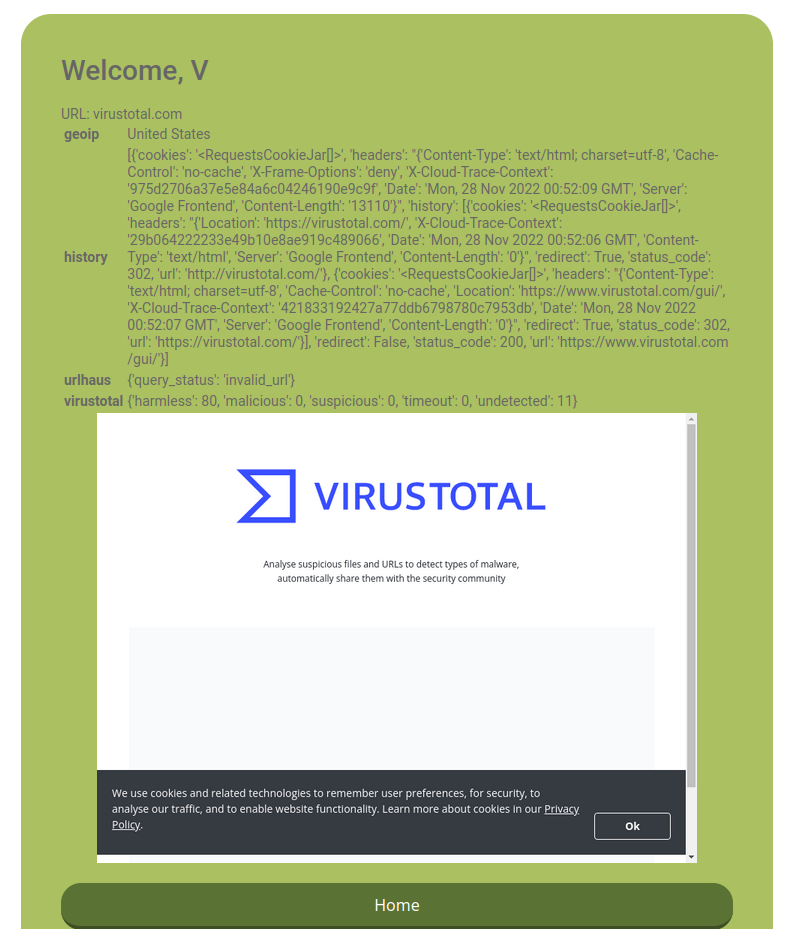 Welcome, V
URL: virustotal.com
geoip United States
[{'cookies': '<RequestsCookieJar[]>', 'headers': "{'Content-Type': 'text/html; charset=utf-8', 'Cache-
Control': 'no-cache', 'X-Frame-Options': 'deny', 'X-Cloud-Trace-Context':
'975d2706a37e5e84a6c04246190e9c9f', 'Date': 'Mon, 28 Nov 2022 00:52:09 GMT', 'Server':
'Google Frontend', 'Content-Length': '13110'}", 'history': [{'cookies': '<RequestsCookieJar[]>',
'headers': "{'Location': 'https://virustotal.com/', 'X-Cloud-Trace-Context':
'29b064222233e49b10e8ae919c489066', 'Date': 'Mon, 28 Nov 2022 00:52:06 GMT', 'Content-
history Type': 'text/html', 'Server': 'Google Frontend', 'Content-Length': '0'}", 'redirect': True, 'status_code':
302, 'url': 'http://virustotal.com/'}, {'cookies': '<RequestsCookieJar[]>', 'headers': "{'Content-Type':
'text/html; charset=utf-8', 'Cache-Control': 'no-cache', 'Location': 'https://www.virustotal.com/gui/',
'X-Cloud-Trace-Context': '421833192427a77ddb6798780c7953db', 'Date': 'Mon, 28 Nov 2022
00:52:07 GMT', 'Server': 'Google Frontend', 'Content-Length': '0'}", 'redirect': True, 'status_code': 302,
'url': 'https://virustotal.com/'}], 'redirect': False, 'status_code': 200, 'url': 'https://www.virustotal.com
/gui/'}]
urlhaus {'query_status': 'invalid_url'}
virustotal {'harmless': 80, 'malicious': 0, 'suspicious': 0, 'timeout': 0, 'undetected': 11}
VIRUSTOTAL
Analyse suspicious files and URLs to detect types of malware,
automatically share them with the security community
We use cookies and related technologies to remember user preferences, for security, to
analyse our traffic, and to enable website functionality. Learn more about cookies in our Privacy
Policy.
Ok
Home